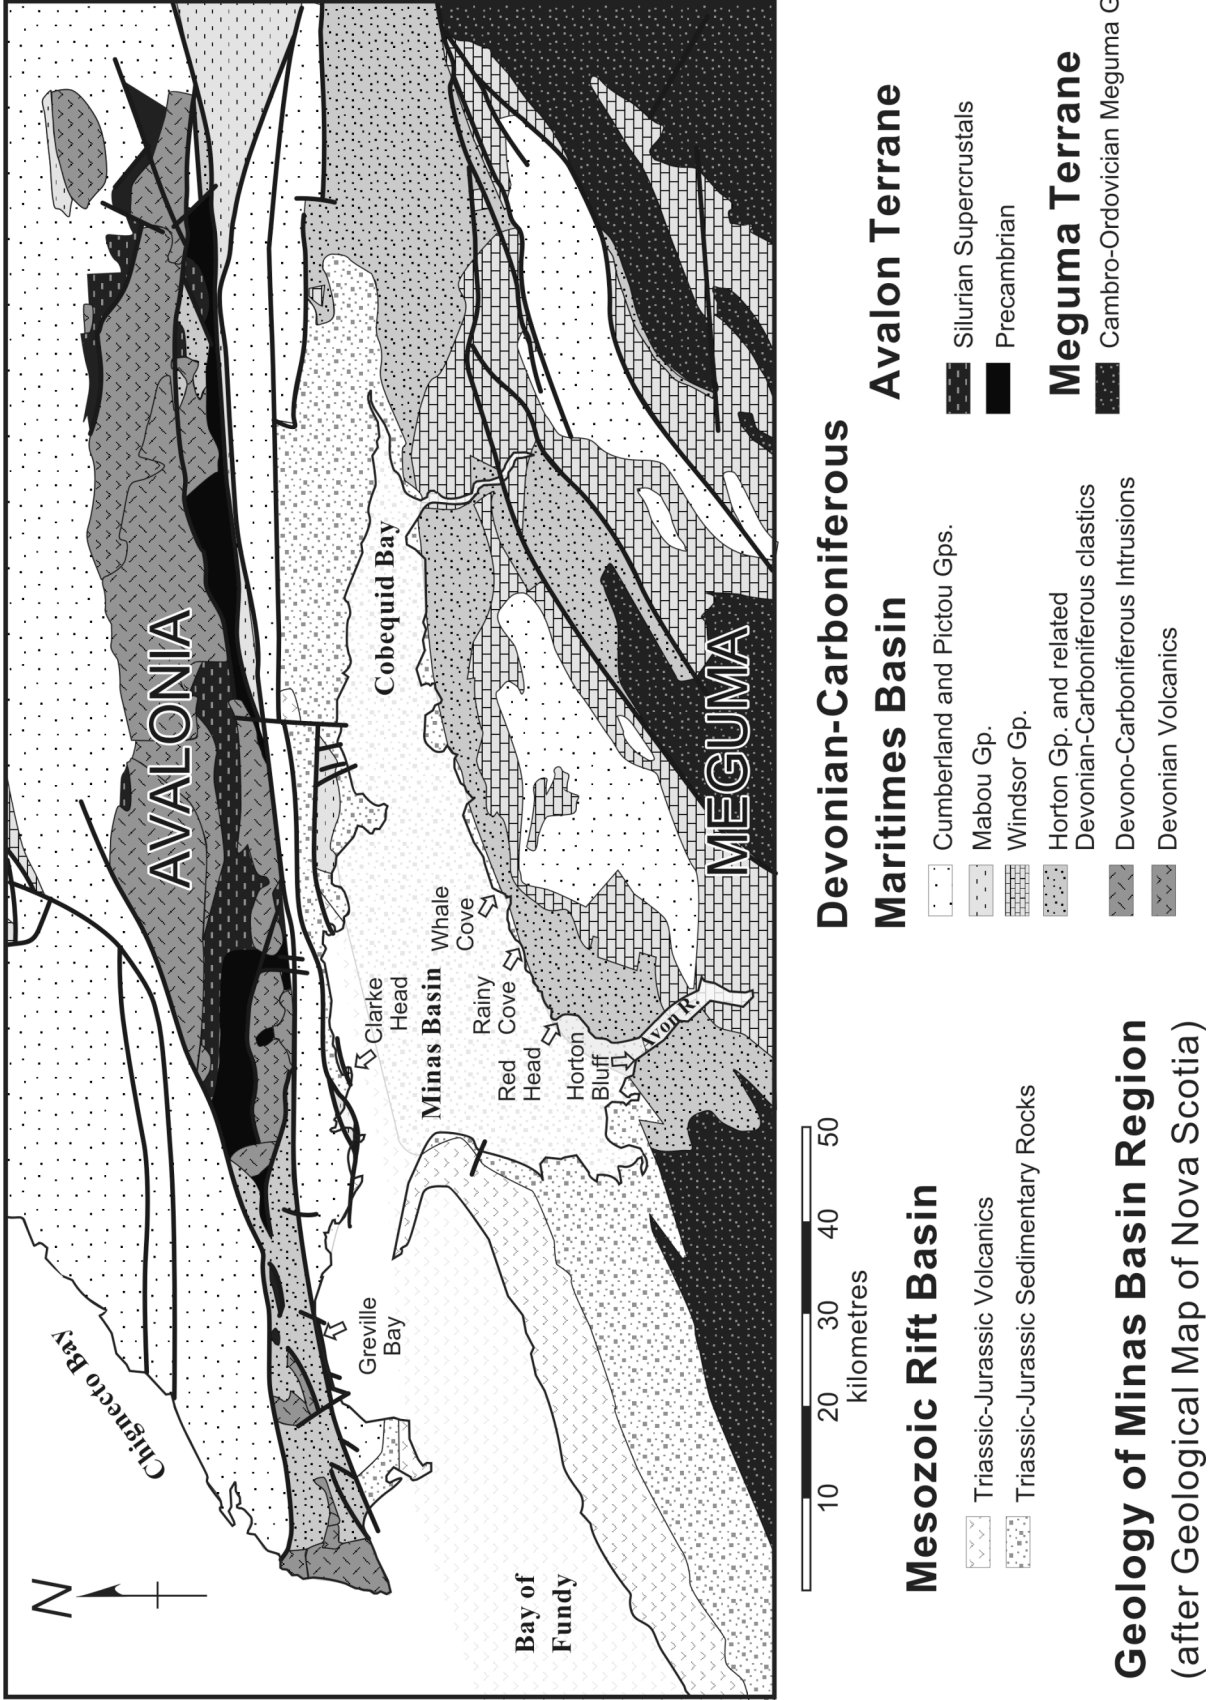 N
Chignecto Bay
AVALONIA
Cobequid Bay
Greville
Bay
Clarke
Head
Minas Basin
Whale
Cove
Rainy
Cove
Red
Head
Horton
Bluff
Avon R.
MEGUMA
Bay of
Fundy
10 20 30 40 50
kilometres
Mesozoic Rift Basin
Triassic-Jurassic Volcanics
Triassic-Jurassic Sedimentary Rocks
Geology of Minas Basin Region
(after Geological Map of Nova Scotia)
Devonian-Carboniferous
Maritimes Basin
Cumberland and Pictou Gps.
Mabou Gp.
Windsor Gp.
Horton Gp. and related
Devonian-Carboniferous clastics
Devono-Carboniferous Intrusions
Devonian Volcanics
Avalon Terrane
Silurian Supercrustals
Precambrian
Meguma Terrane
Cambro-Ordovician Meguma G